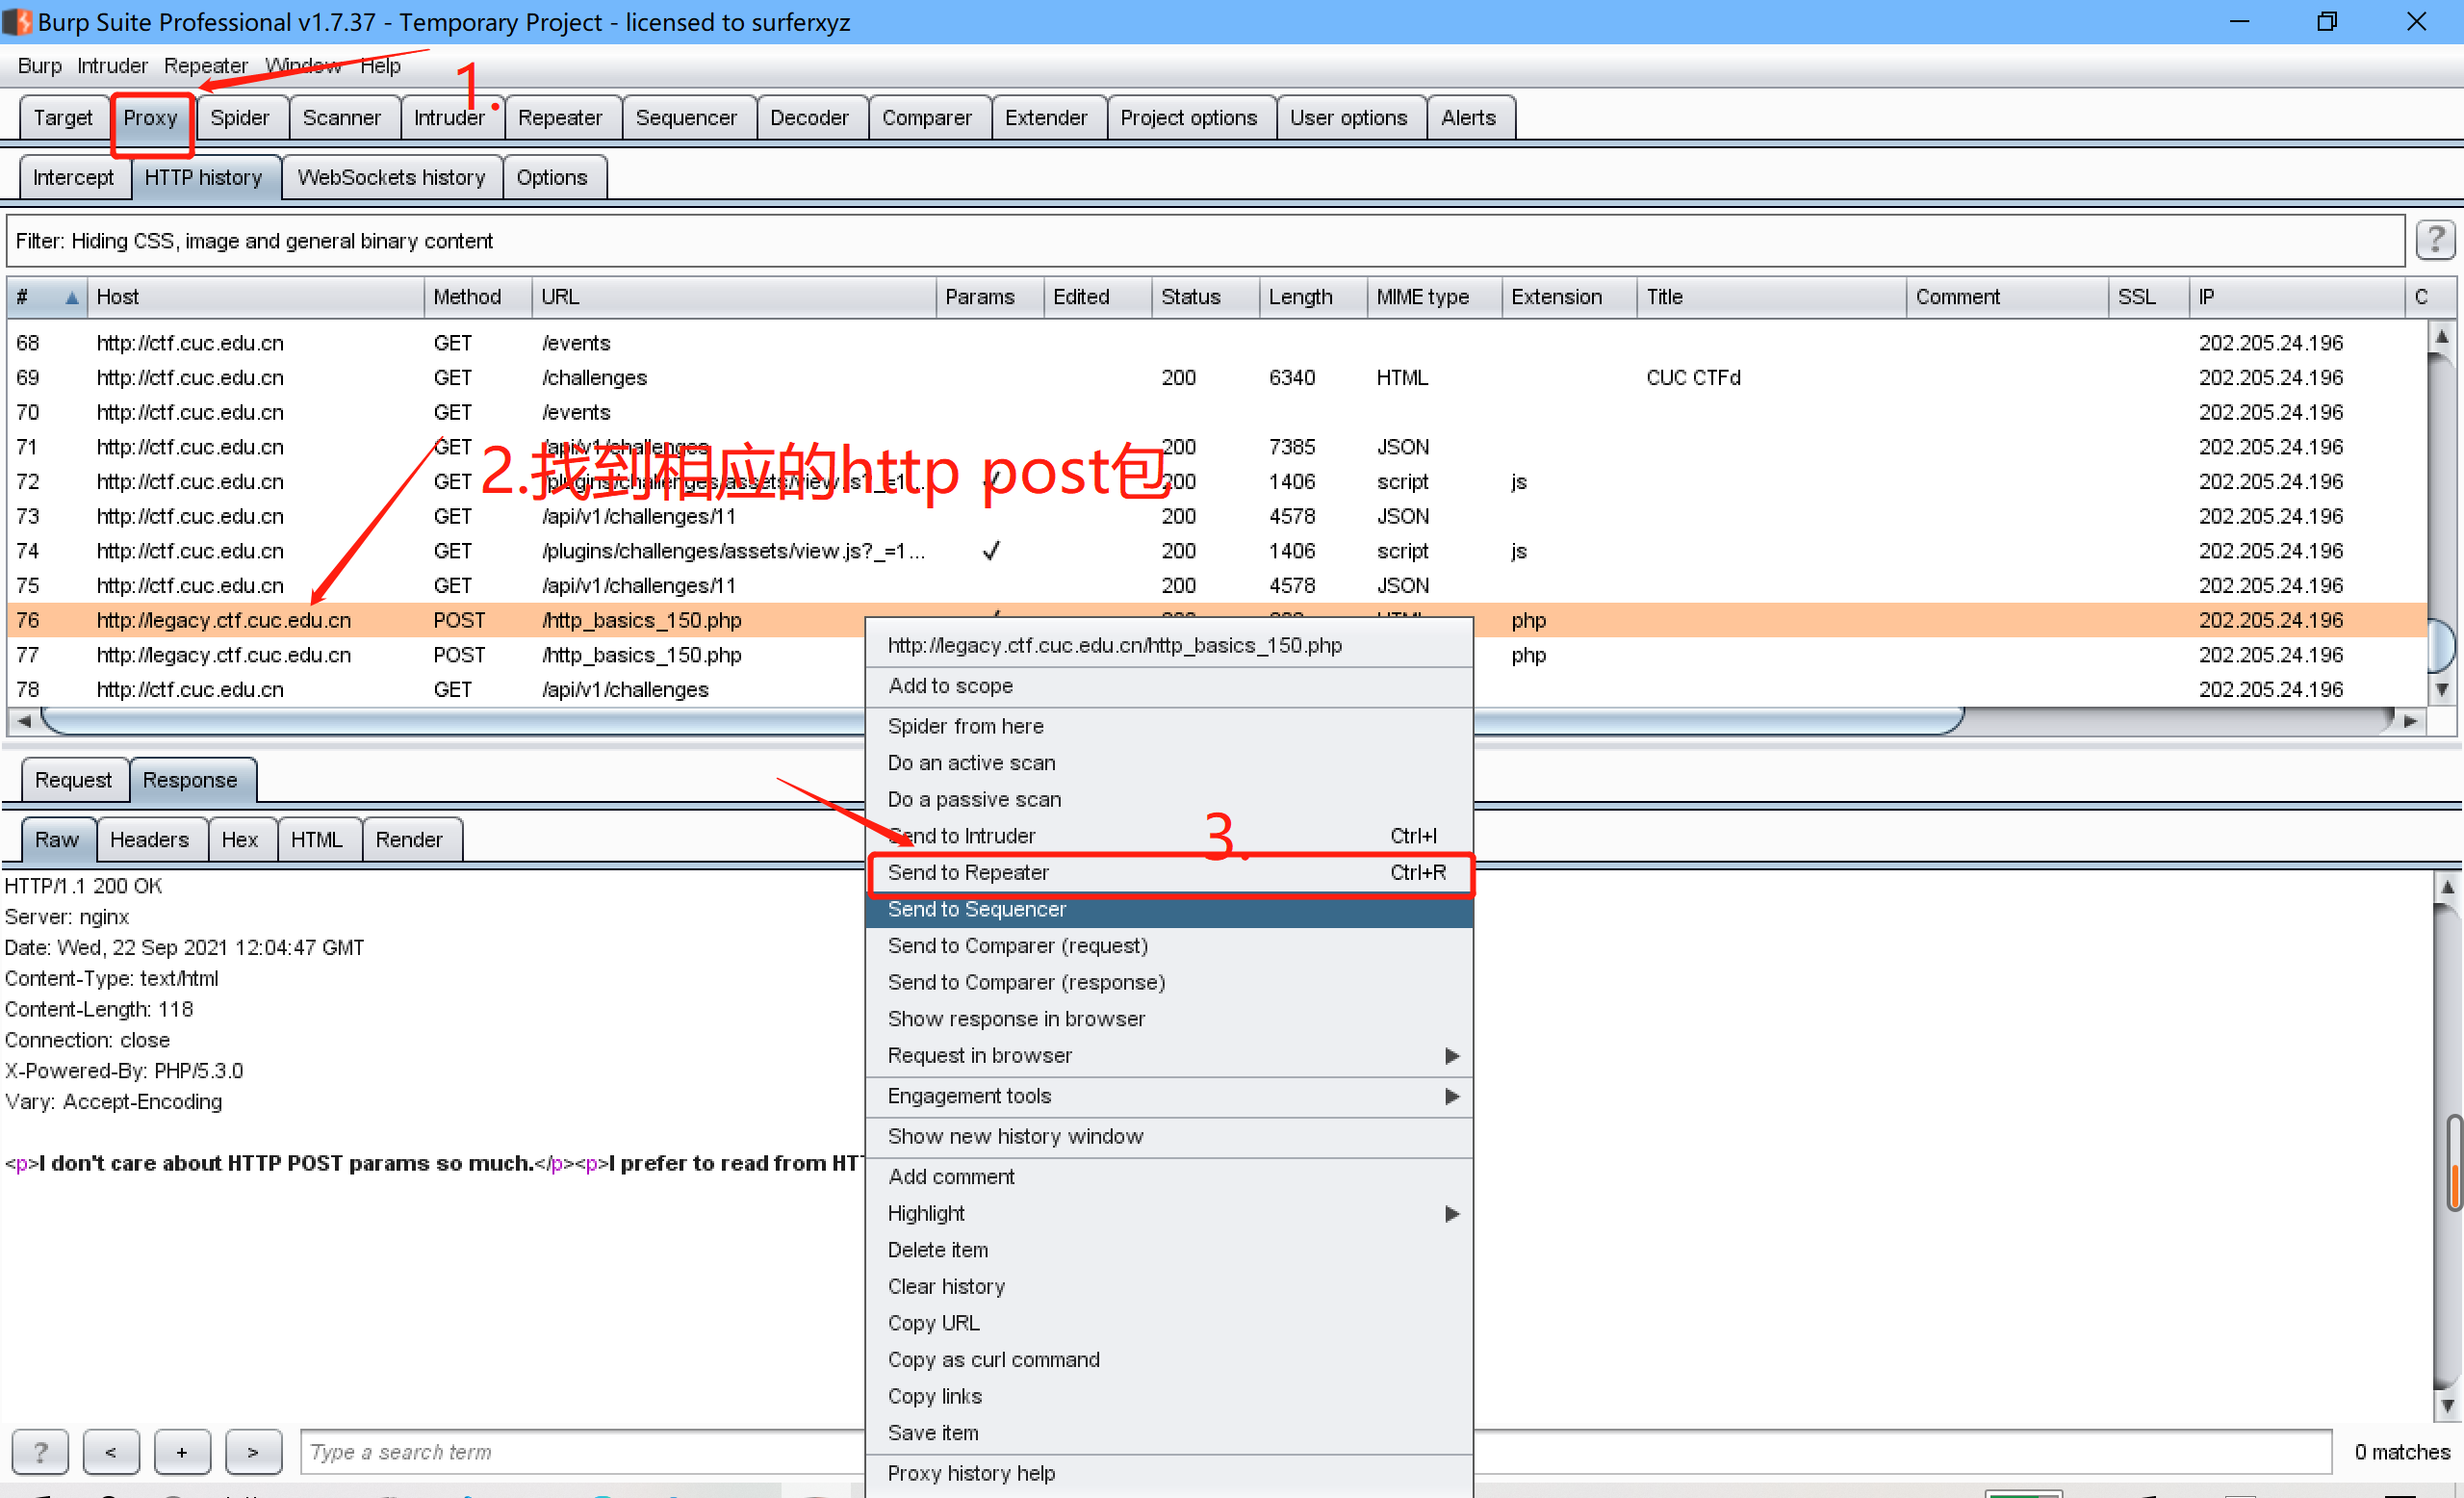 Burp Suite Professional v1.7.37 - Temporary Project - licensed to surferxyz
Burp Intruder Repeater Window Help
1.
Target Proxy Spider Scanner Intruder Repeater Sequencer Decoder Comparer Extender Project options User options Alerts
Intercept HTTP history WebSockets history Options
Filter: Hiding CSS, image and general binary content ?
# Host Method URL Params Edited Status Length MIME type Extension Title Comment SSL IP C
68 http://ctf.cuc.edu.cn GET /events 202.205.24.196
69 http://ctf.cuc.edu.cn GET /challenges 200 6340 HTML CUC CTFd 202.205.24.196
70 http://ctf.cuc.edu.cn GET /events 202.205.24.196
71 http://ctf.cuc.edu.cn GET /api/v1/challenges 200 7385 JSON 202.205.24.196
2.找到相应的http post包
72 http://ctf.cuc.edu.cn GET /plugins/challenges/assets/view.js?_=1... ✓ 200 1406 script js 202.205.24.196
73 http://ctf.cuc.edu.cn GET /api/v1/challenges/11 200 4578 JSON 202.205.24.196
74 http://ctf.cuc.edu.cn GET /plugins/challenges/assets/view.js?_=1... ✓ 200 1406 script js 202.205.24.196
75 http://ctf.cuc.edu.cn GET /api/v1/challenges/11 200 4578 JSON 202.205.24.196
76 http://legacy.ctf.cuc.edu.cn POST /http_basics_150.php php 202.205.24.196
77 http://legacy.ctf.cuc.edu.cn POST /http_basics_150.php php 202.205.24.196
78 http://ctf.cuc.edu.cn GET /api/v1/challenges 202.205.24.196
http://legacy.ctf.cuc.edu.cn/http_basics_150.php
Add to scope
Spider from here
Do an active scan
Do a passive scan
Send to Intruder Ctrl+I
3.
Send to Repeater Ctrl+R
Send to Sequencer
Send to Comparer (request)
Send to Comparer (response)
Show response in browser
Request in browser
Engagement tools
Show new history window
Add comment
Highlight
Delete item
Clear history
Copy URL
Copy as curl command
Copy links
Save item
Proxy history help
Request Response
Raw Headers Hex HTML Render
HTTP/1.1 200 OK
Server: nginx
Date: Wed, 22 Sep 2021 12:04:47 GMT
Content-Type: text/html
Content-Length: 118
Connection: close
X-Powered-By: PHP/5.3.0
Vary: Accept-Encoding
<p>I don't care about HTTP POST params so much.</p><p>I prefer to read from
? < + > Type a search term 0 matches